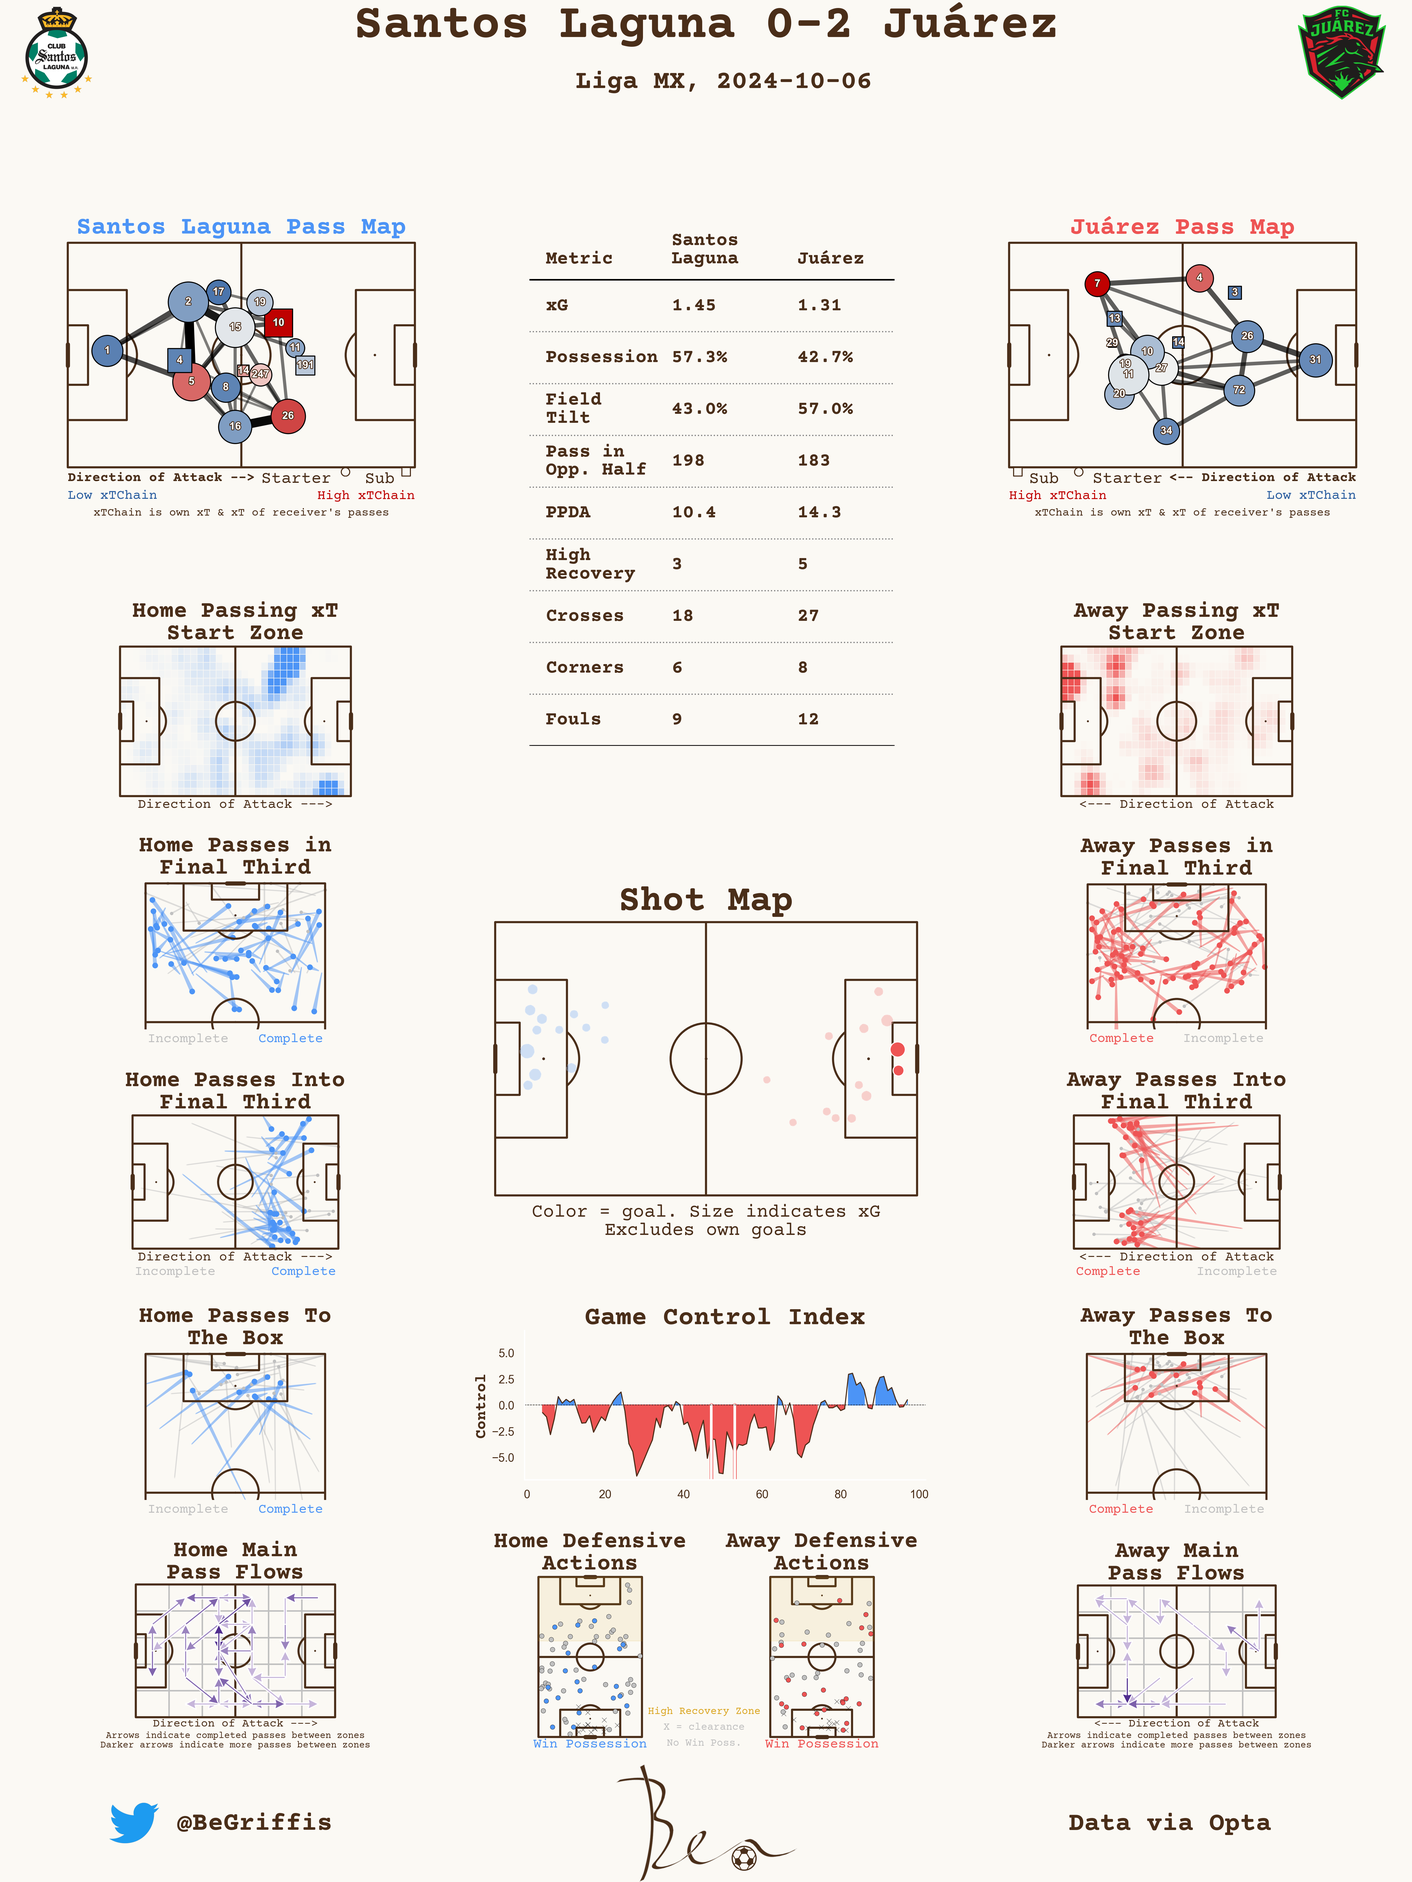 Santos Laguna 0-2 Juárez
Liga MX, 2024-10-06
CLUB
Santos
LAGUNA
FC
JUÁREZ
Santos Laguna Pass Map
1
2
17
19
15
10
4
11
191
5
14
247
8
16
26
Direction of Attack --> Starter Sub
Low xTChain High xTChain
xTChain is own xT & xT of receiver's passes
Metric Santos Laguna Juárez
xG 1.45 1.31
Possession 57.3% 42.7%
Field Tilt 43.0% 57.0%
Pass in Opp. Half 198 183
PPDA 10.4 14.3
High Recovery 3 5
Crosses 18 27
Corners 6 8
Fouls 9 12
Juárez Pass Map
7
4
3
13
29
10
14
26
31
19
11
27
20
72
34
Sub Starter <-- Direction of Attack
High xTChain Low xTChain
xTChain is own xT & xT of receiver's passes
Home Passing xT
Start Zone
Direction of Attack --->
Away Passing xT
Start Zone
<--- Direction of Attack
Home Passes in
Final Third
Incomplete Complete
Away Passes in
Final Third
Complete Incomplete
Shot Map
Color = goal. Size indicates xG
Excludes own goals
Home Passes Into
Final Third
Direction of Attack --->
Incomplete Complete
Away Passes Into
Final Third
<--- Direction of Attack
Complete Incomplete
Home Passes To
The Box
Incomplete Complete
Game Control Index
Control
5.0
2.5
0.0
−2.5
−5.0
0 20 40 60 80 100
Away Passes To
The Box
Complete Incomplete
Home Main
Pass Flows
Direction of Attack --->
Arrows indicate completed passes between zones
Darker arrows indicate more passes between zones
Home Defensive
Actions
Win Possession
High Recovery Zone
X = clearance
No Win Poss.
Away Defensive
Actions
Win Possession
Away Main
Pass Flows
<--- Direction of Attack
Arrows indicate completed passes between zones
Darker arrows indicate more passes between zones
@BeGriffis
Ben
Data via Opta